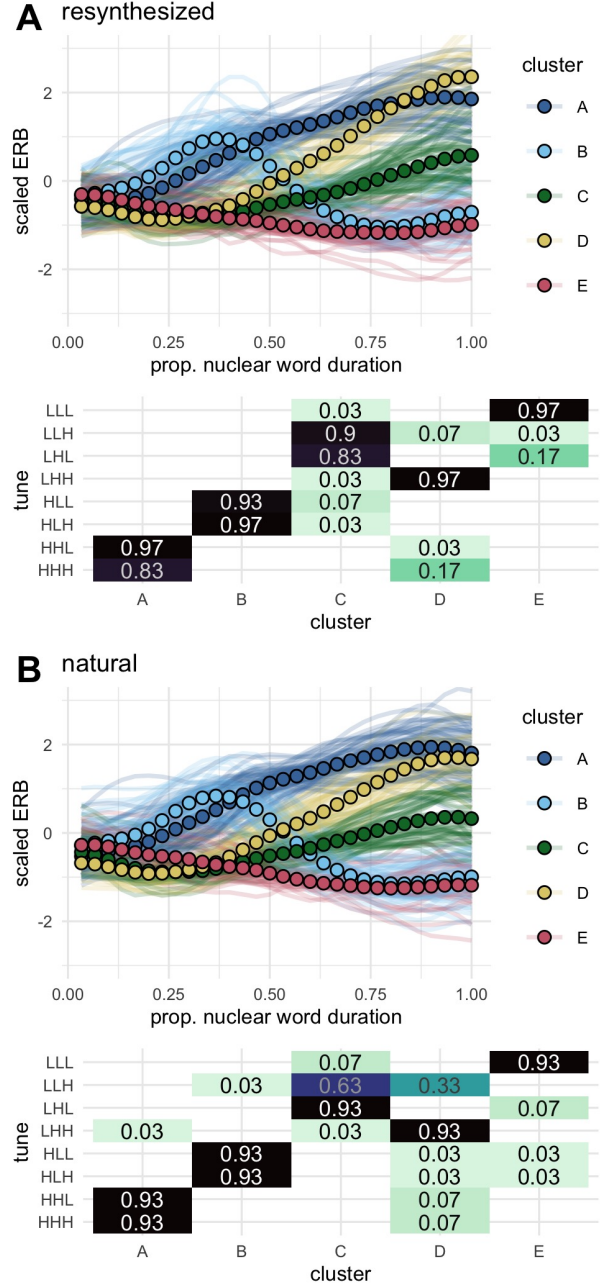 A resynthesized
2
0
-2
scaled ERB
0.00 0.25 0.50 0.75 1.00
prop. nuclear word duration
cluster
A
B
C
D
E
LLL 0.03 0.97
LLH 0.9 0.07 0.03
LHL 0.83 0.17
LHH 0.03 0.97
HLL 0.93 0.07
HLH 0.97 0.03
HHL 0.97 0.03
HHH 0.83 0.17
tune
A B C D E
cluster
B natural
2
0
-2
scaled ERB
0.00 0.25 0.50 0.75 1.00
prop. nuclear word duration
cluster
A
B
C
D
E
LLL 0.07 0.93
LLH 0.03 0.63 0.33
LHL 0.93 0.07
LHH 0.03 0.03 0.93
HLL 0.93 0.03 0.03
HLH 0.93 0.03 0.03
HHL 0.93 0.07
HHH 0.93 0.07
tune
A B C D E
cluster